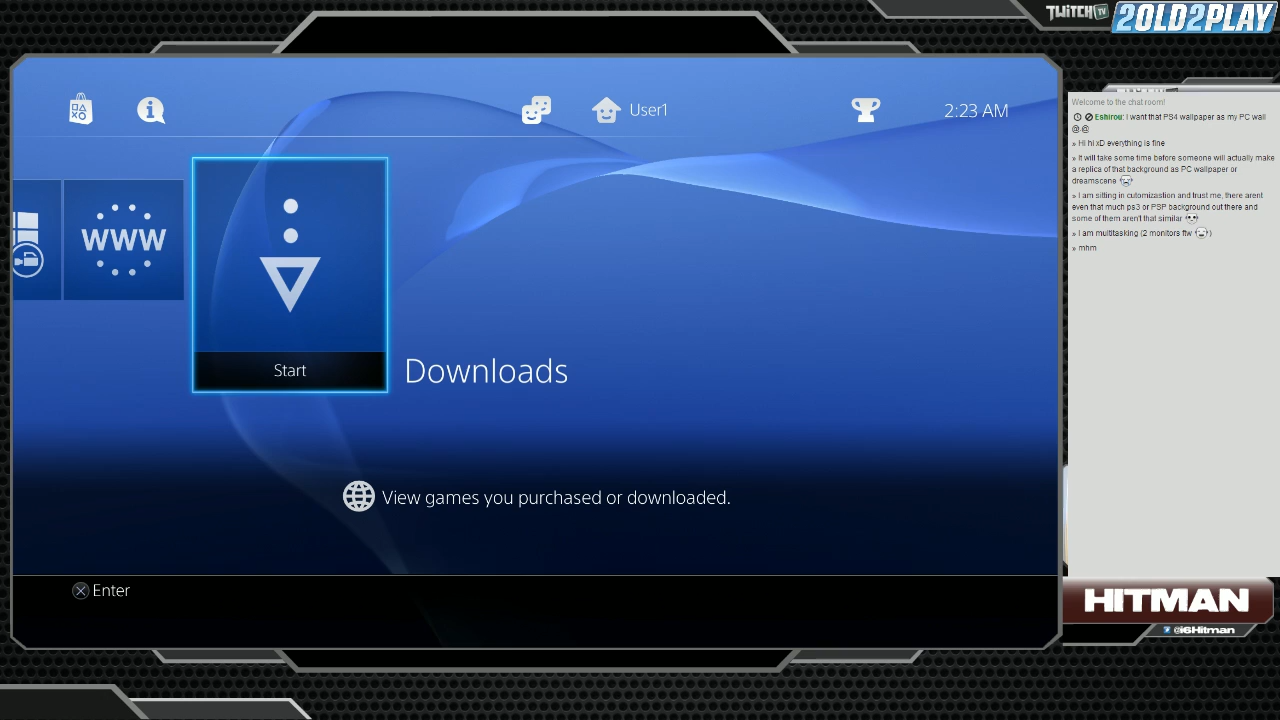 TWITCH TV 2OLD2PLAY
User1
2:23 AM
WWW
Start
Downloads
View games you purchased or downloaded.
Enter
Welcome to the chat room!
Eshirou: I want that PS4 wallpaper as my PC wall
@.@
» Hi hi xD everything is fine
» It will take some time before someone will actually make
a replica of that background as PC wallpaper or
dreamscene
» I am sitting in cutomizastion and trust me, there arent
even that much ps3 or PSP background out there and
some of them aren't that similar
» I am multitasking (2 monitors ftw )
» mhm
HITMAN
@i6Hitman